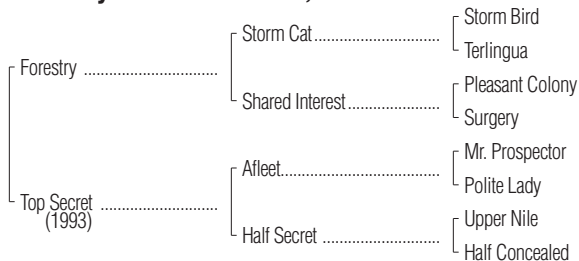 Storm Bird
Storm Cat
Terlingua
Forestry
Pleasant Colony
Shared Interest
Surgery
Mr. Prospector
Afleet
Polite Lady
Top Secret
(1993)
Upper Nile
Half Secret
Half Concealed